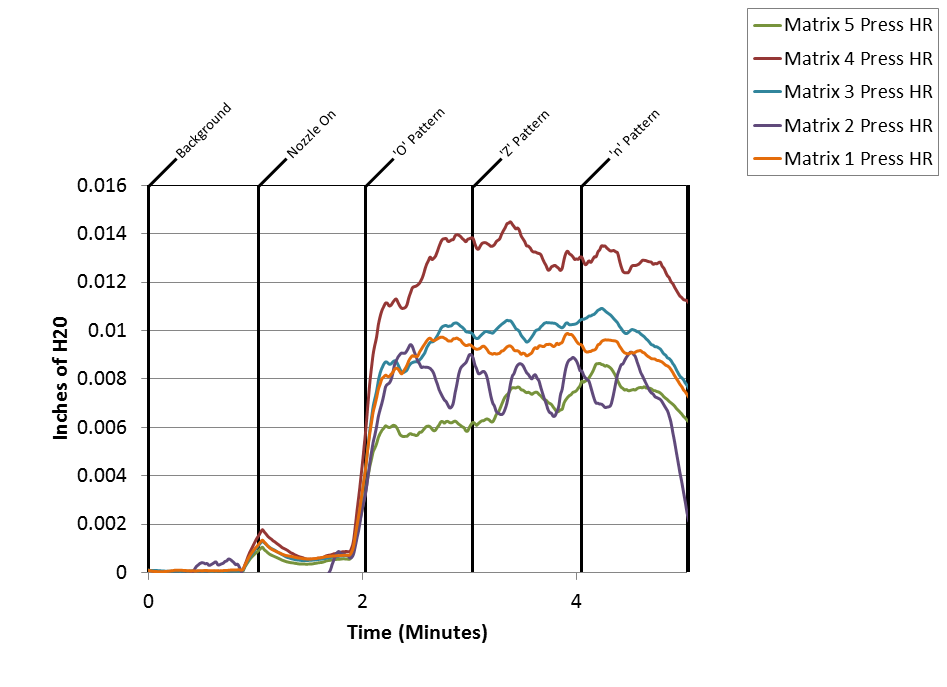 Matrix 5 Press HR
Matrix 4 Press HR
Matrix 3 Press HR
Matrix 2 Press HR
Matrix 1 Press HR
Background
Nozzle On
'O' Pattern
'Z' Pattern
'n' Pattern
0.016
0.014
0.012
0.01
0.008
0.006
0.004
0.002
0
Inches of H20
0 2 4
Time (Minutes)